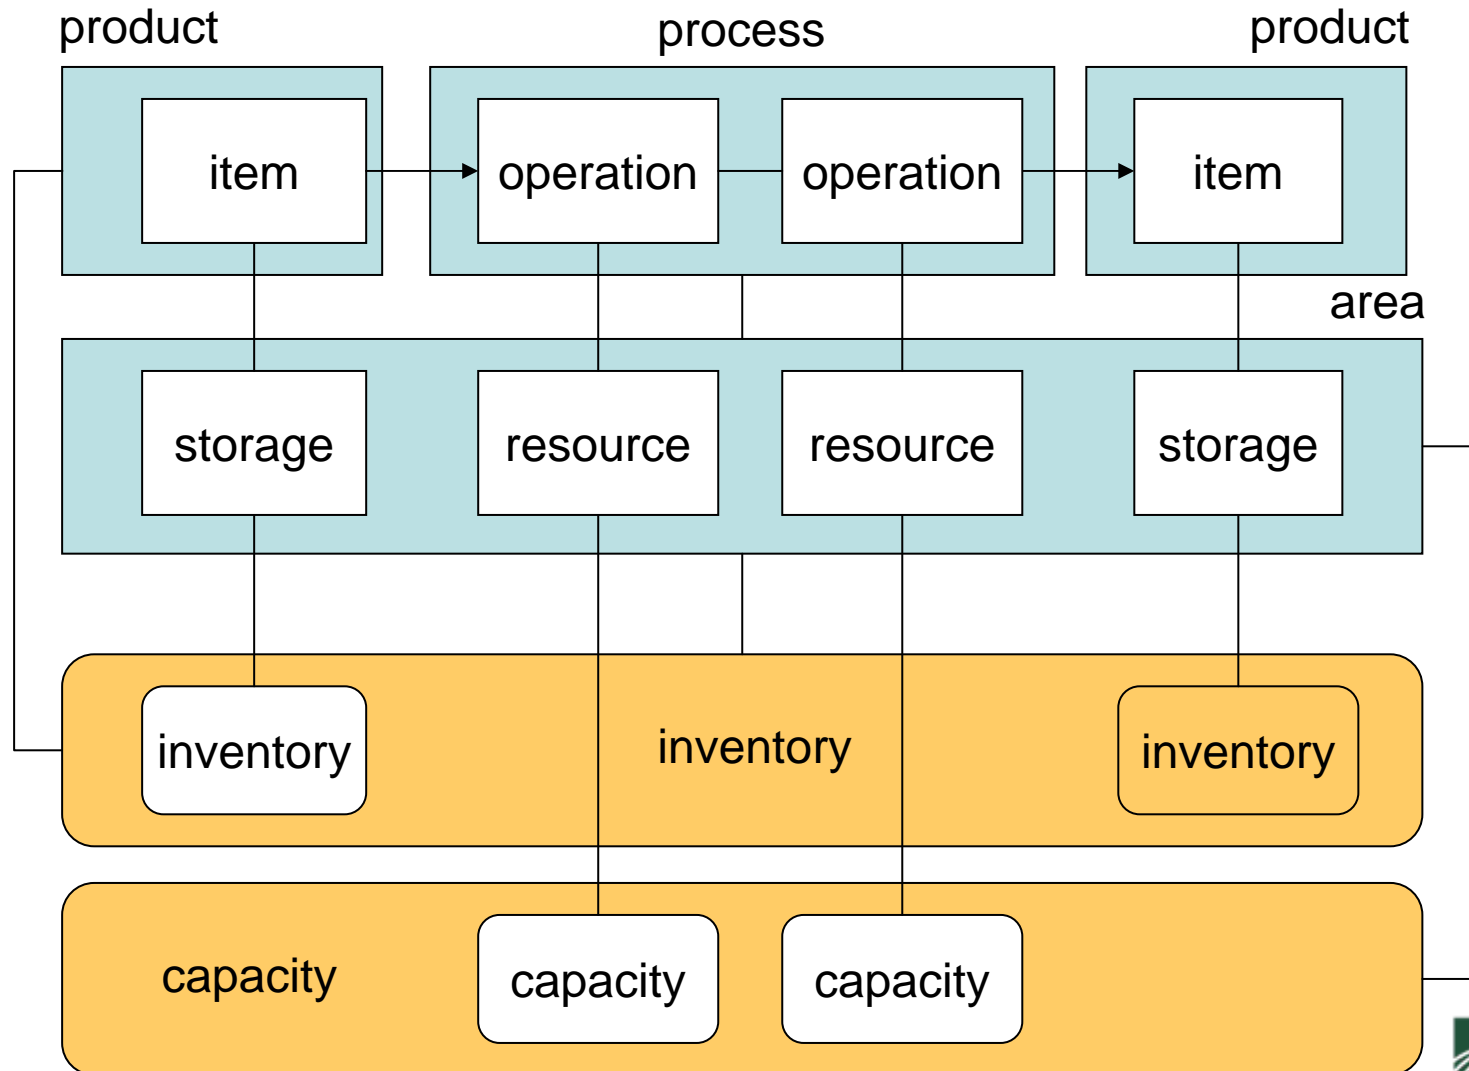 product
process
product
item
operation
operation
item
area
storage
resource
resource
storage
inventory
inventory
inventory
capacity
capacity
capacity